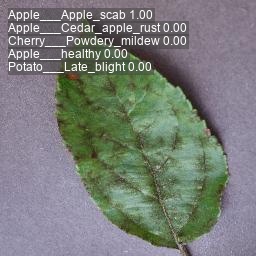 Apple___Apple_scab 1.00
Apple___Cedar_apple_rust 0.00
Cherry___Powdery_mildew 0.00
Apple___healthy 0.00
Potato___Late_blight 0.00